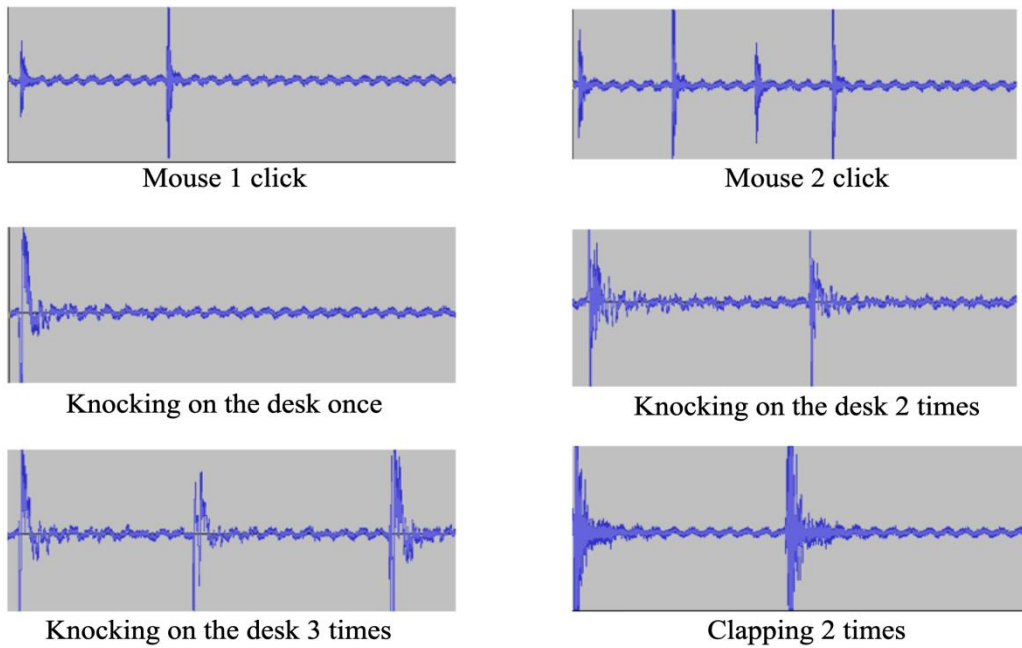 Mouse 1 click
Mouse 2 click
Knocking on the desk once
Knocking on the desk 2 times
Knocking on the desk 3 times
Clapping 2 times